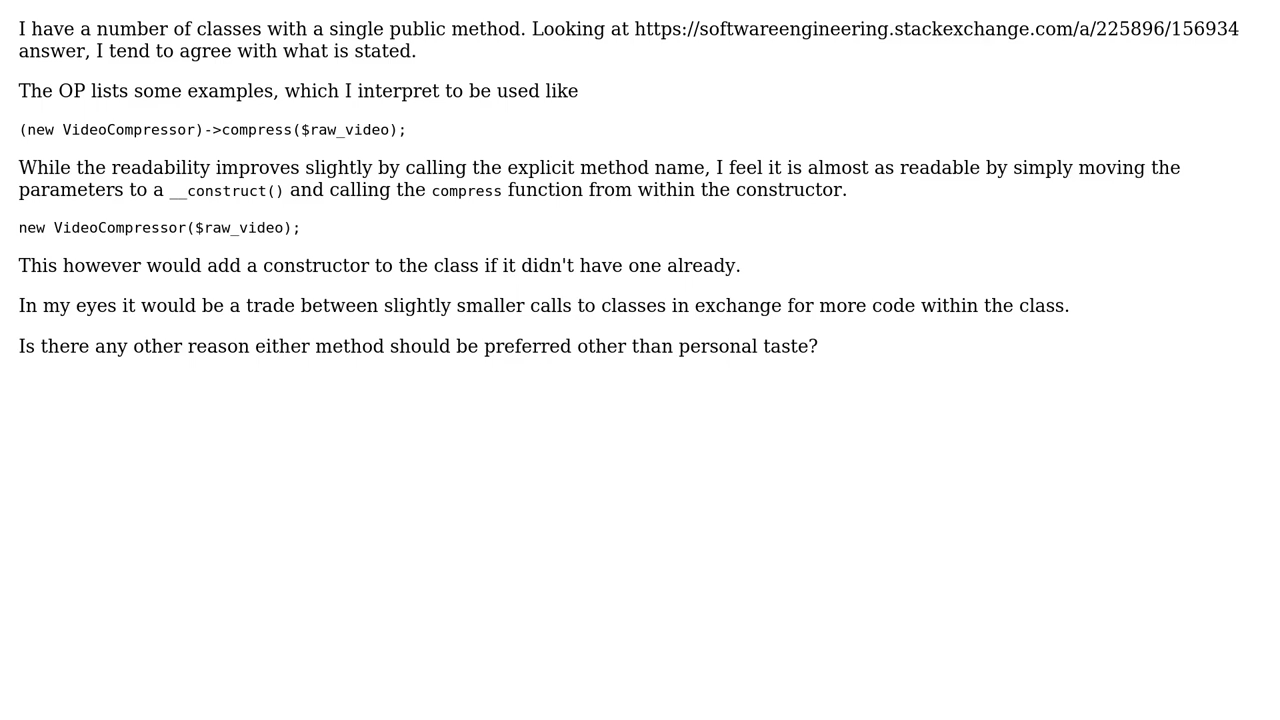 I have a number of classes with a single public method. Looking at https://softwareengineering.stackexchange.com/a/225896/156934
answer, I tend to agree with what is stated.
The OP lists some examples, which I interpret to be used like
(new VideoCompressor)->compress($raw_video);
While the readability improves slightly by calling the explicit method name, I feel it is almost as readable by simply moving the
parameters to a __construct() and calling the compress function from within the constructor.
new VideoCompressor($raw_video);
This however would add a constructor to the class if it didn't have one already.
In my eyes it would be a trade between slightly smaller calls to classes in exchange for more code within the class.
Is there any other reason either method should be preferred other than personal taste?